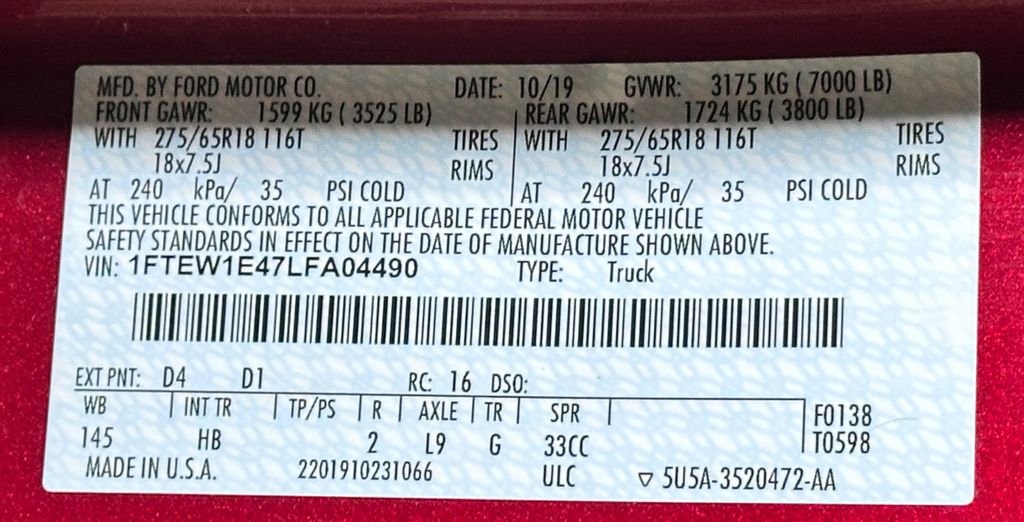 MFD. BY FORD MOTOR CO. DATE: 10/19 GVWR: 3175 KG ( 7000 LB)
FRONT GAWR: 1599 KG ( 3525 LB) REAR GAWR: 1724 KG ( 3800 LB)
WITH 275/65R18 116T TIRES WITH 275/65R18 116T TIRES
18x7.5J RIMS 18x7.5J RIMS
AT 240 kPa/ 35 PSI COLD AT 240 kPa/ 35 PSI COLD
THIS VEHICLE CONFORMS TO ALL APPLICABLE FEDERAL MOTOR VEHICLE
SAFETY STANDARDS IN EFFECT ON THE DATE OF MANUFACTURE SHOWN ABOVE.
VIN: 1FTEW1E47LFA04490 TYPE: Truck
EXT PNT: D4 D1 RC: 16 DSO:
WB INT TR TP/PS R AXLE TR SPR F0138
145 HB 2 L9 G 33CC T0598
MADE IN U.S.A. 2201910231066 ULC ▽ 5U5A-3520472-AA